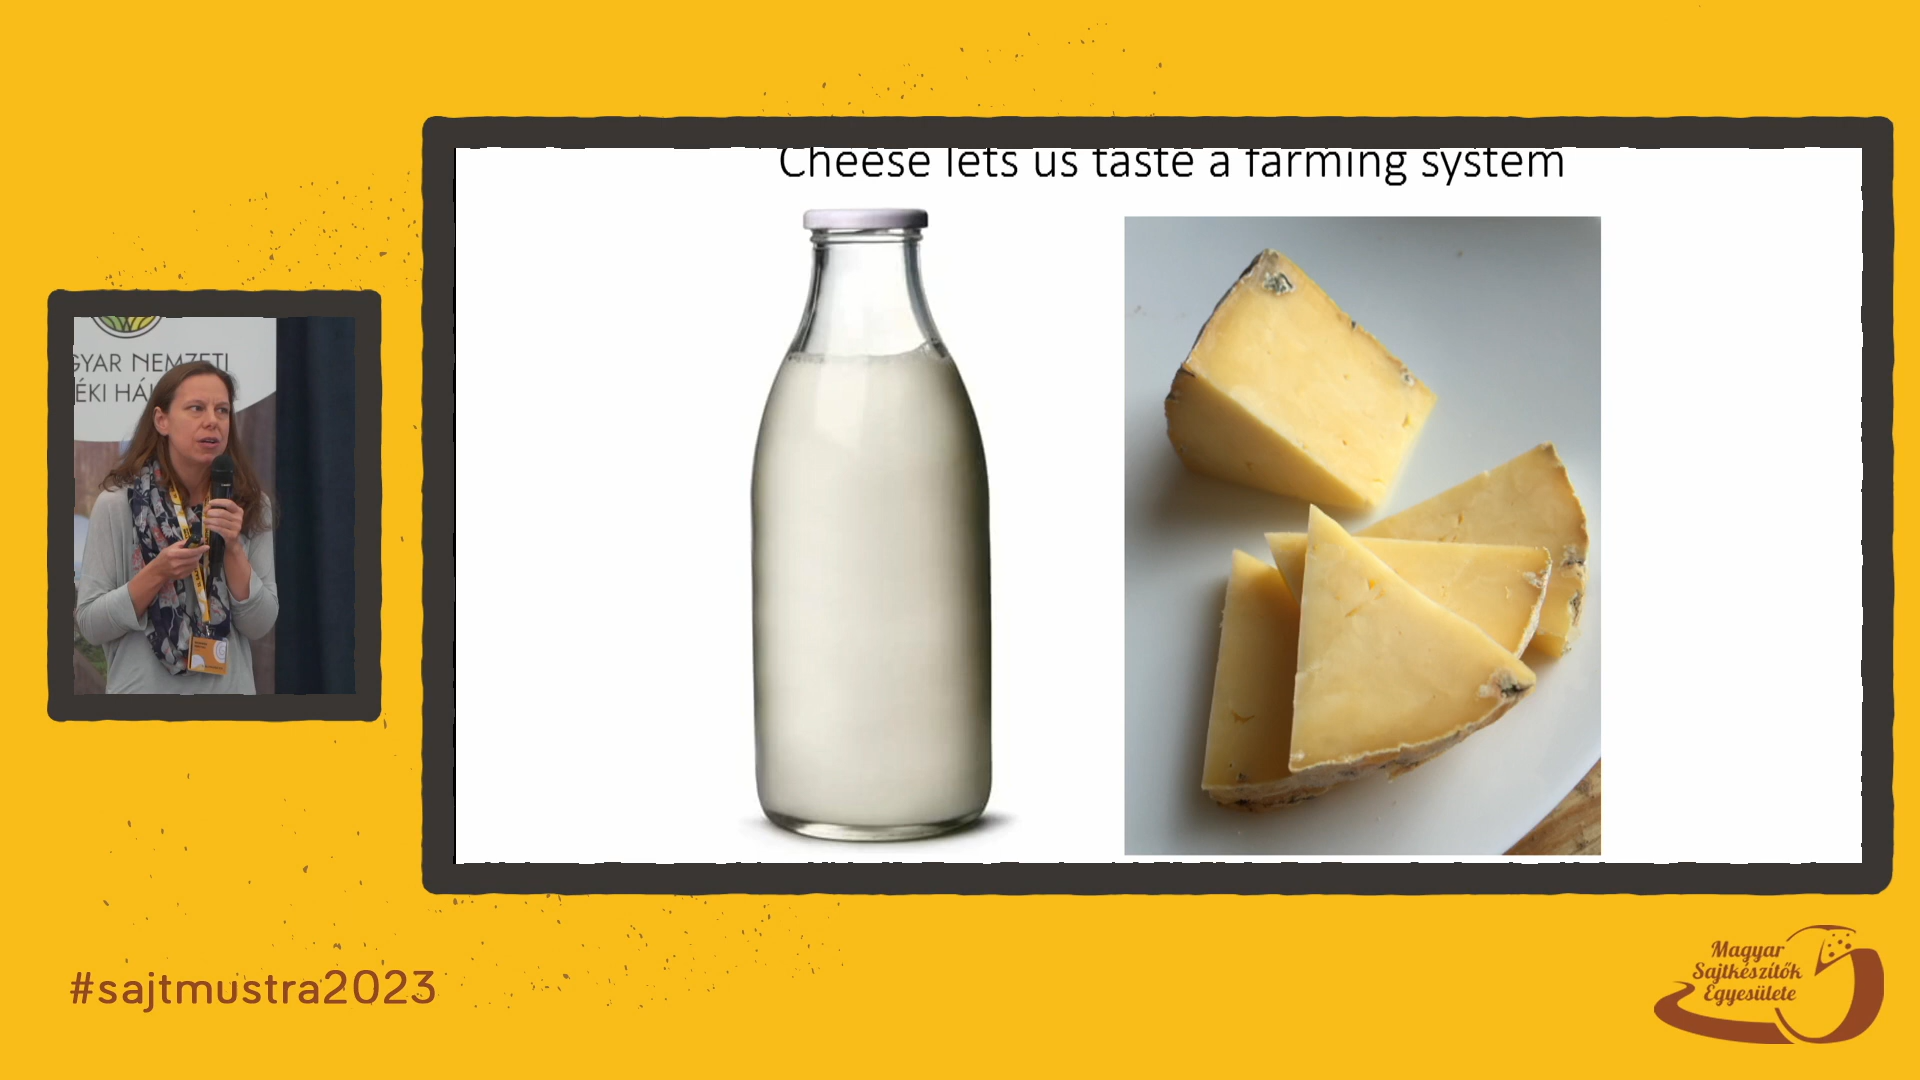 Cheese lets us taste a farming system
GYAR NEMZETI
ÉKI HÁ
#sajtmustra2023
Magyar
Sajtkészítők
Egyesülete